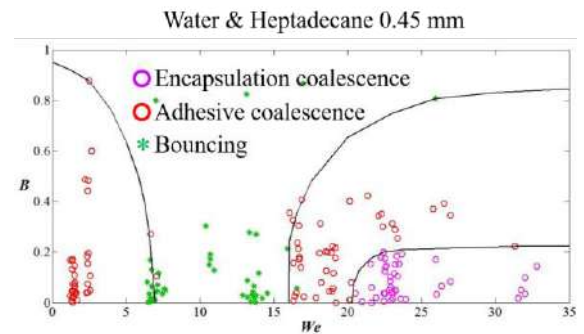 Water & Heptadecane 0.45 mm
1
Encapsulation coalescence
0.8
Adhesive coalescence
0.6
Bouncing
B
0.4
0.2
0
0 5 10 15 20 25 30 35
We